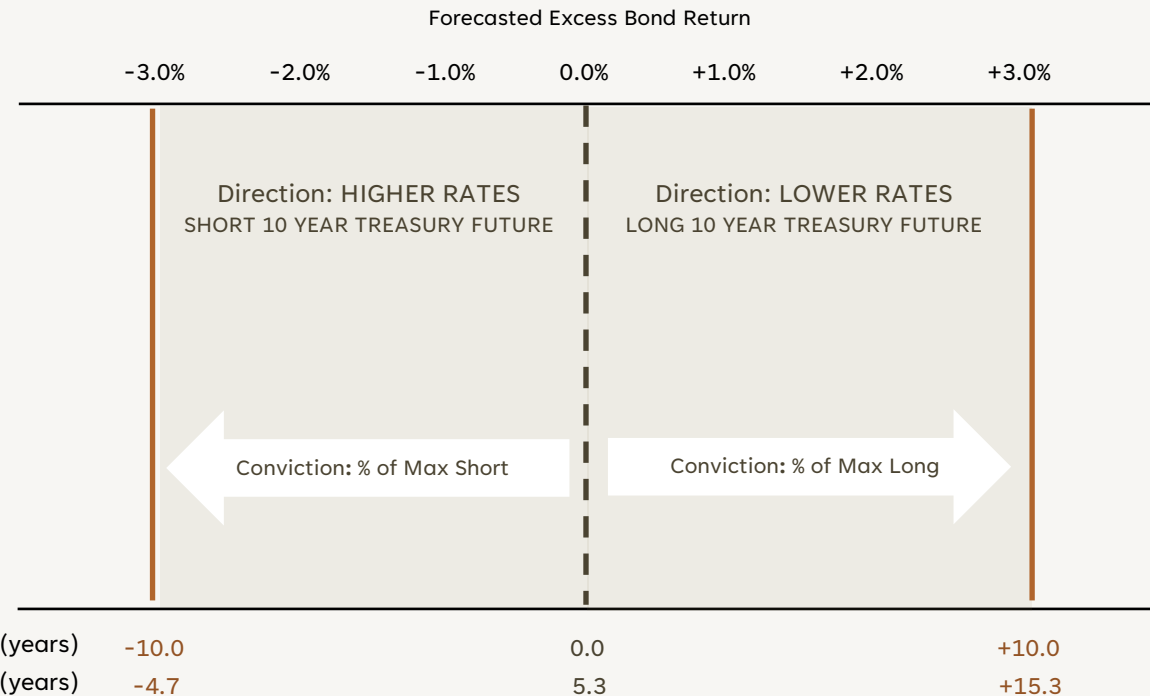 Forecasted Excess Bond Return
-3.0% -2.0% -1.0% 0.0% +1.0% +2.0% +3.0%
Direction: HIGHER RATES
SHORT 10 YEAR TREASURY FUTURE
Direction: LOWER RATES
LONG 10 YEAR TREASURY FUTURE
Conviction: % of Max Short
Conviction: % of Max Long
(years) -10.0 0.0 +10.0
(years) -4.7 5.3 +15.3